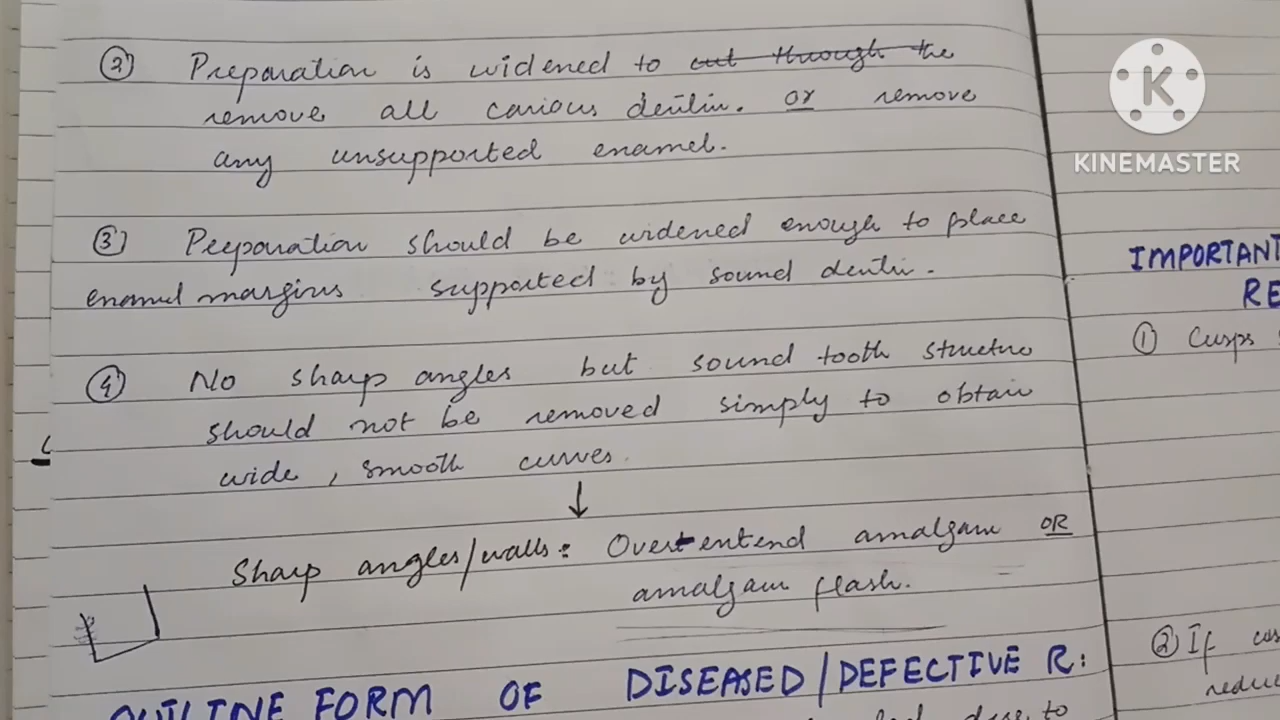 ② Preparation is widened to cut through the
remove all carious dentin. or remove
any unsupported enamel.
③ Preparation should be widened enough to place
enamel margins supported by sound dentin.
④ No sharp angles but sound tooth structure
should not be removed simply to obtain
wide, smooth curves.
↓
Sharp angles/walls: Overextend amalgam OR
amalgam flash.
OUTLINE FORM OF DISEASED/DEFECTIVE R:
due to
KINEMASTER
IMPORTANT
RE
① Cusps
② If
reduce